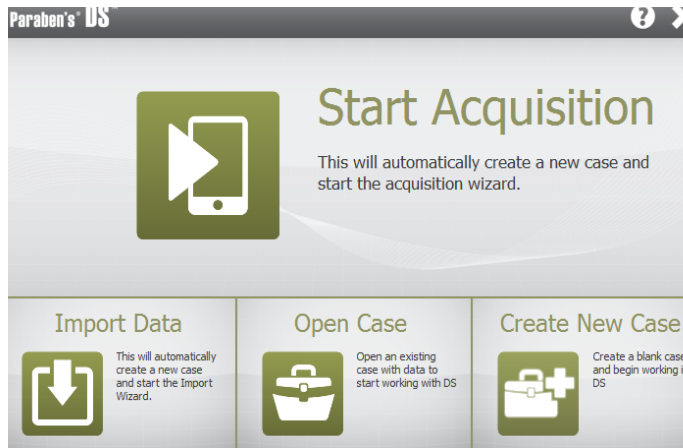 Paraben's® DS™
Start Acquisition
This will automatically create a new case and
start the acquisition wizard.
Import Data
This will automatically
create a new case
and start the Import
Wizard.
Open Case
Open an existing
case with data to
start working with DS
Create New Case
Create a blank case
and begin working i
DS